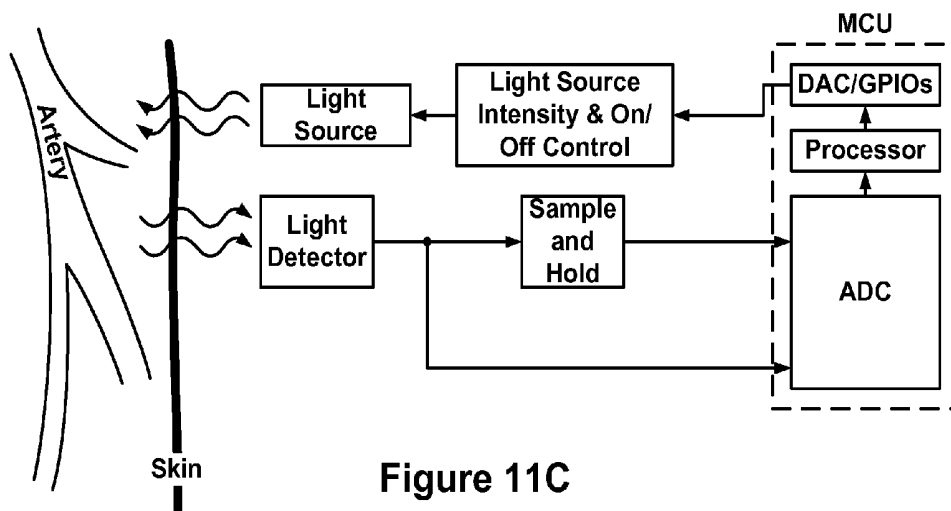 MCU
Light
Source
Light Source
Intensity & On/
Off Control
DAC/GPIOs
Processor
Artery
Light
Detector
Sample
and
Hold
ADC
Skin
Figure 11C